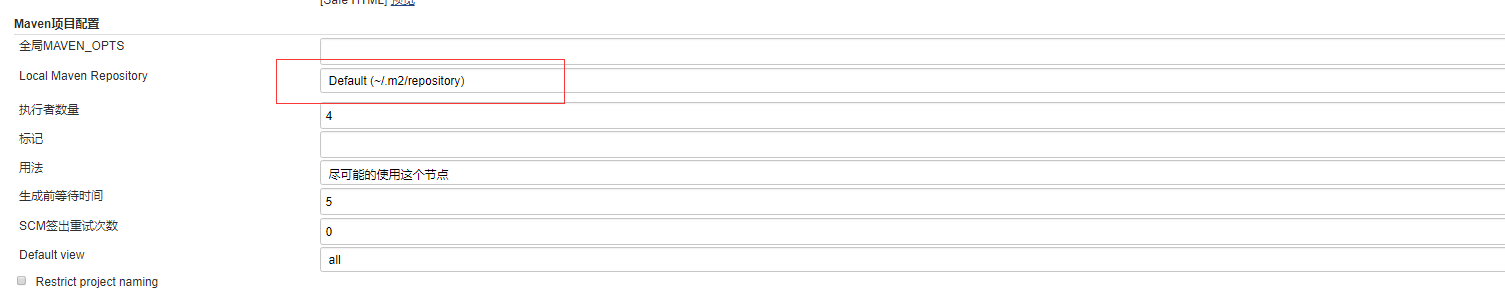 [Safe HTML] 预览
Maven项目配置
全局MAVEN_OPTS
Local Maven Repository
Default (~/.m2/repository)
执行者数量
4
标记
用法
尽可能的使用这个节点
生成前等待时间
5
SCM签出重试次数
0
Default view
all
Restrict project naming